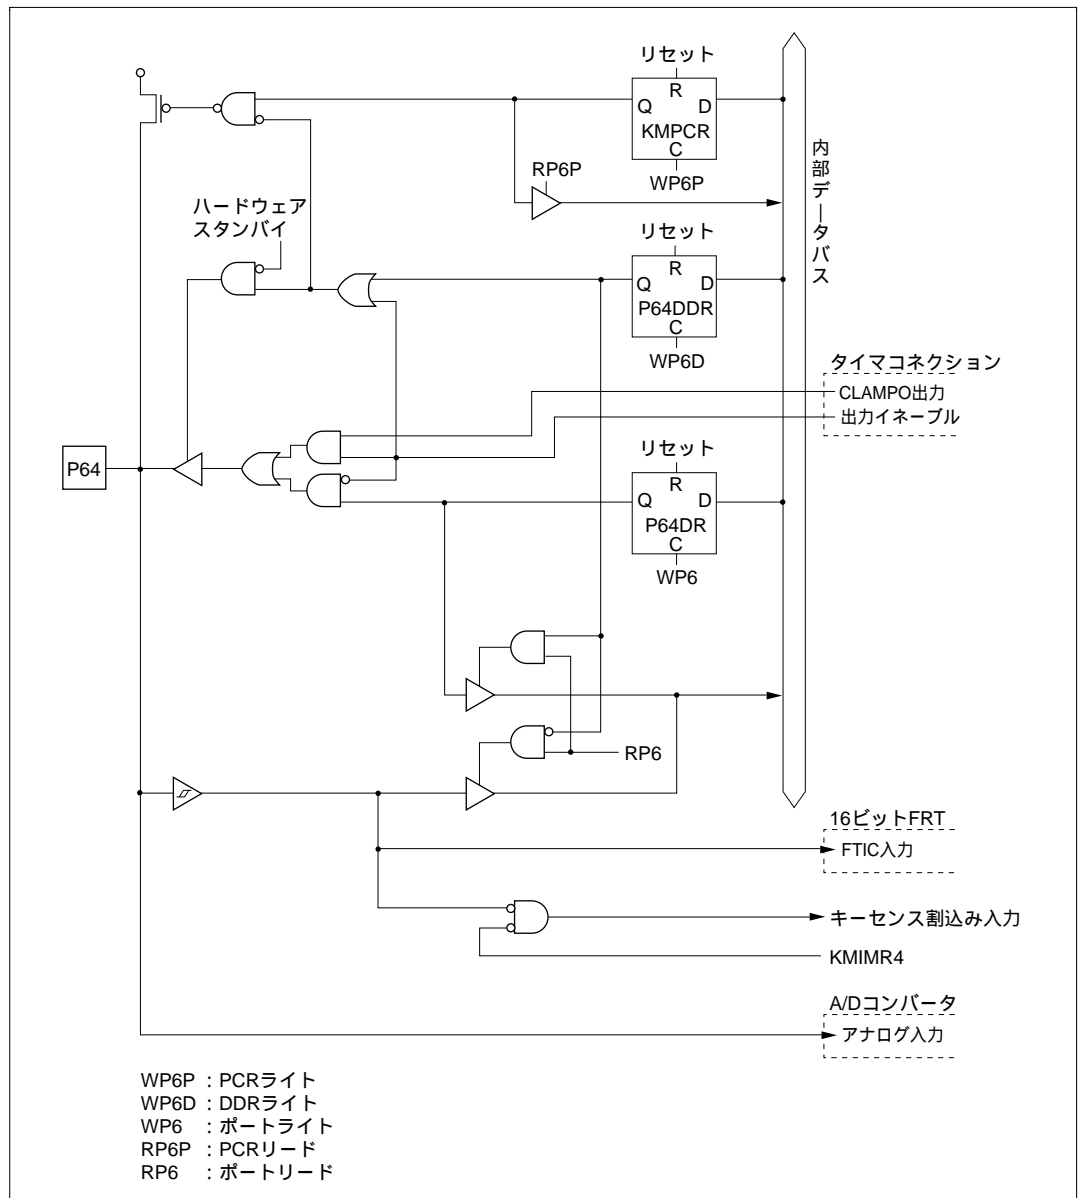 リセット
R
Q D
KMPCR
C
WP6P
RP6P
内部データバス
ハードウェア
スタンバイ
リセット
R
Q D
P64DDR
C
WP6D
タイマコネクション
CLAMPO出力
出力イネーブル
リセット
R
Q D
P64DR
C
WP6
P64
RP6
16ビットFRT
FTIC入力
キーセンス割込み入力
KMIMR4
A/Dコンバータ
アナログ入力
WP6P : PCRライト
WP6D : DDRライト
WP6 : ポートライト
RP6P : PCRリード
RP6 : ポートリード